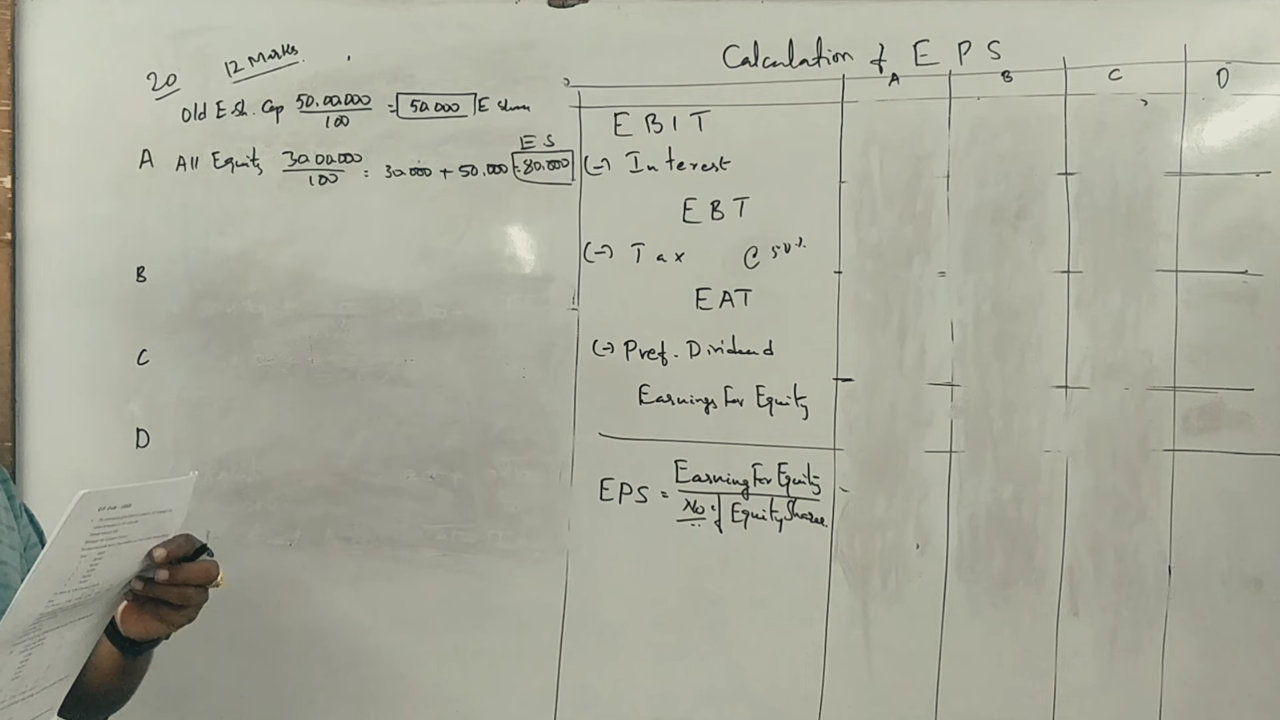 20 12 Marks
Old E.Sh. Cap 50,00,000 / 100 = 50,000 E Shares
A All Equity 30,00,000 / 100 = 30,000 + 50,000 = 80,000 ES
B
C
D
Calculation of EPS
A B C D
EBIT
(-) Interest
EBT
(-) Tax @ 50%
EAT
(-) Pref. Dividend
Earnings For Equity
EPS = Earning For Equity / No of Equity Shares